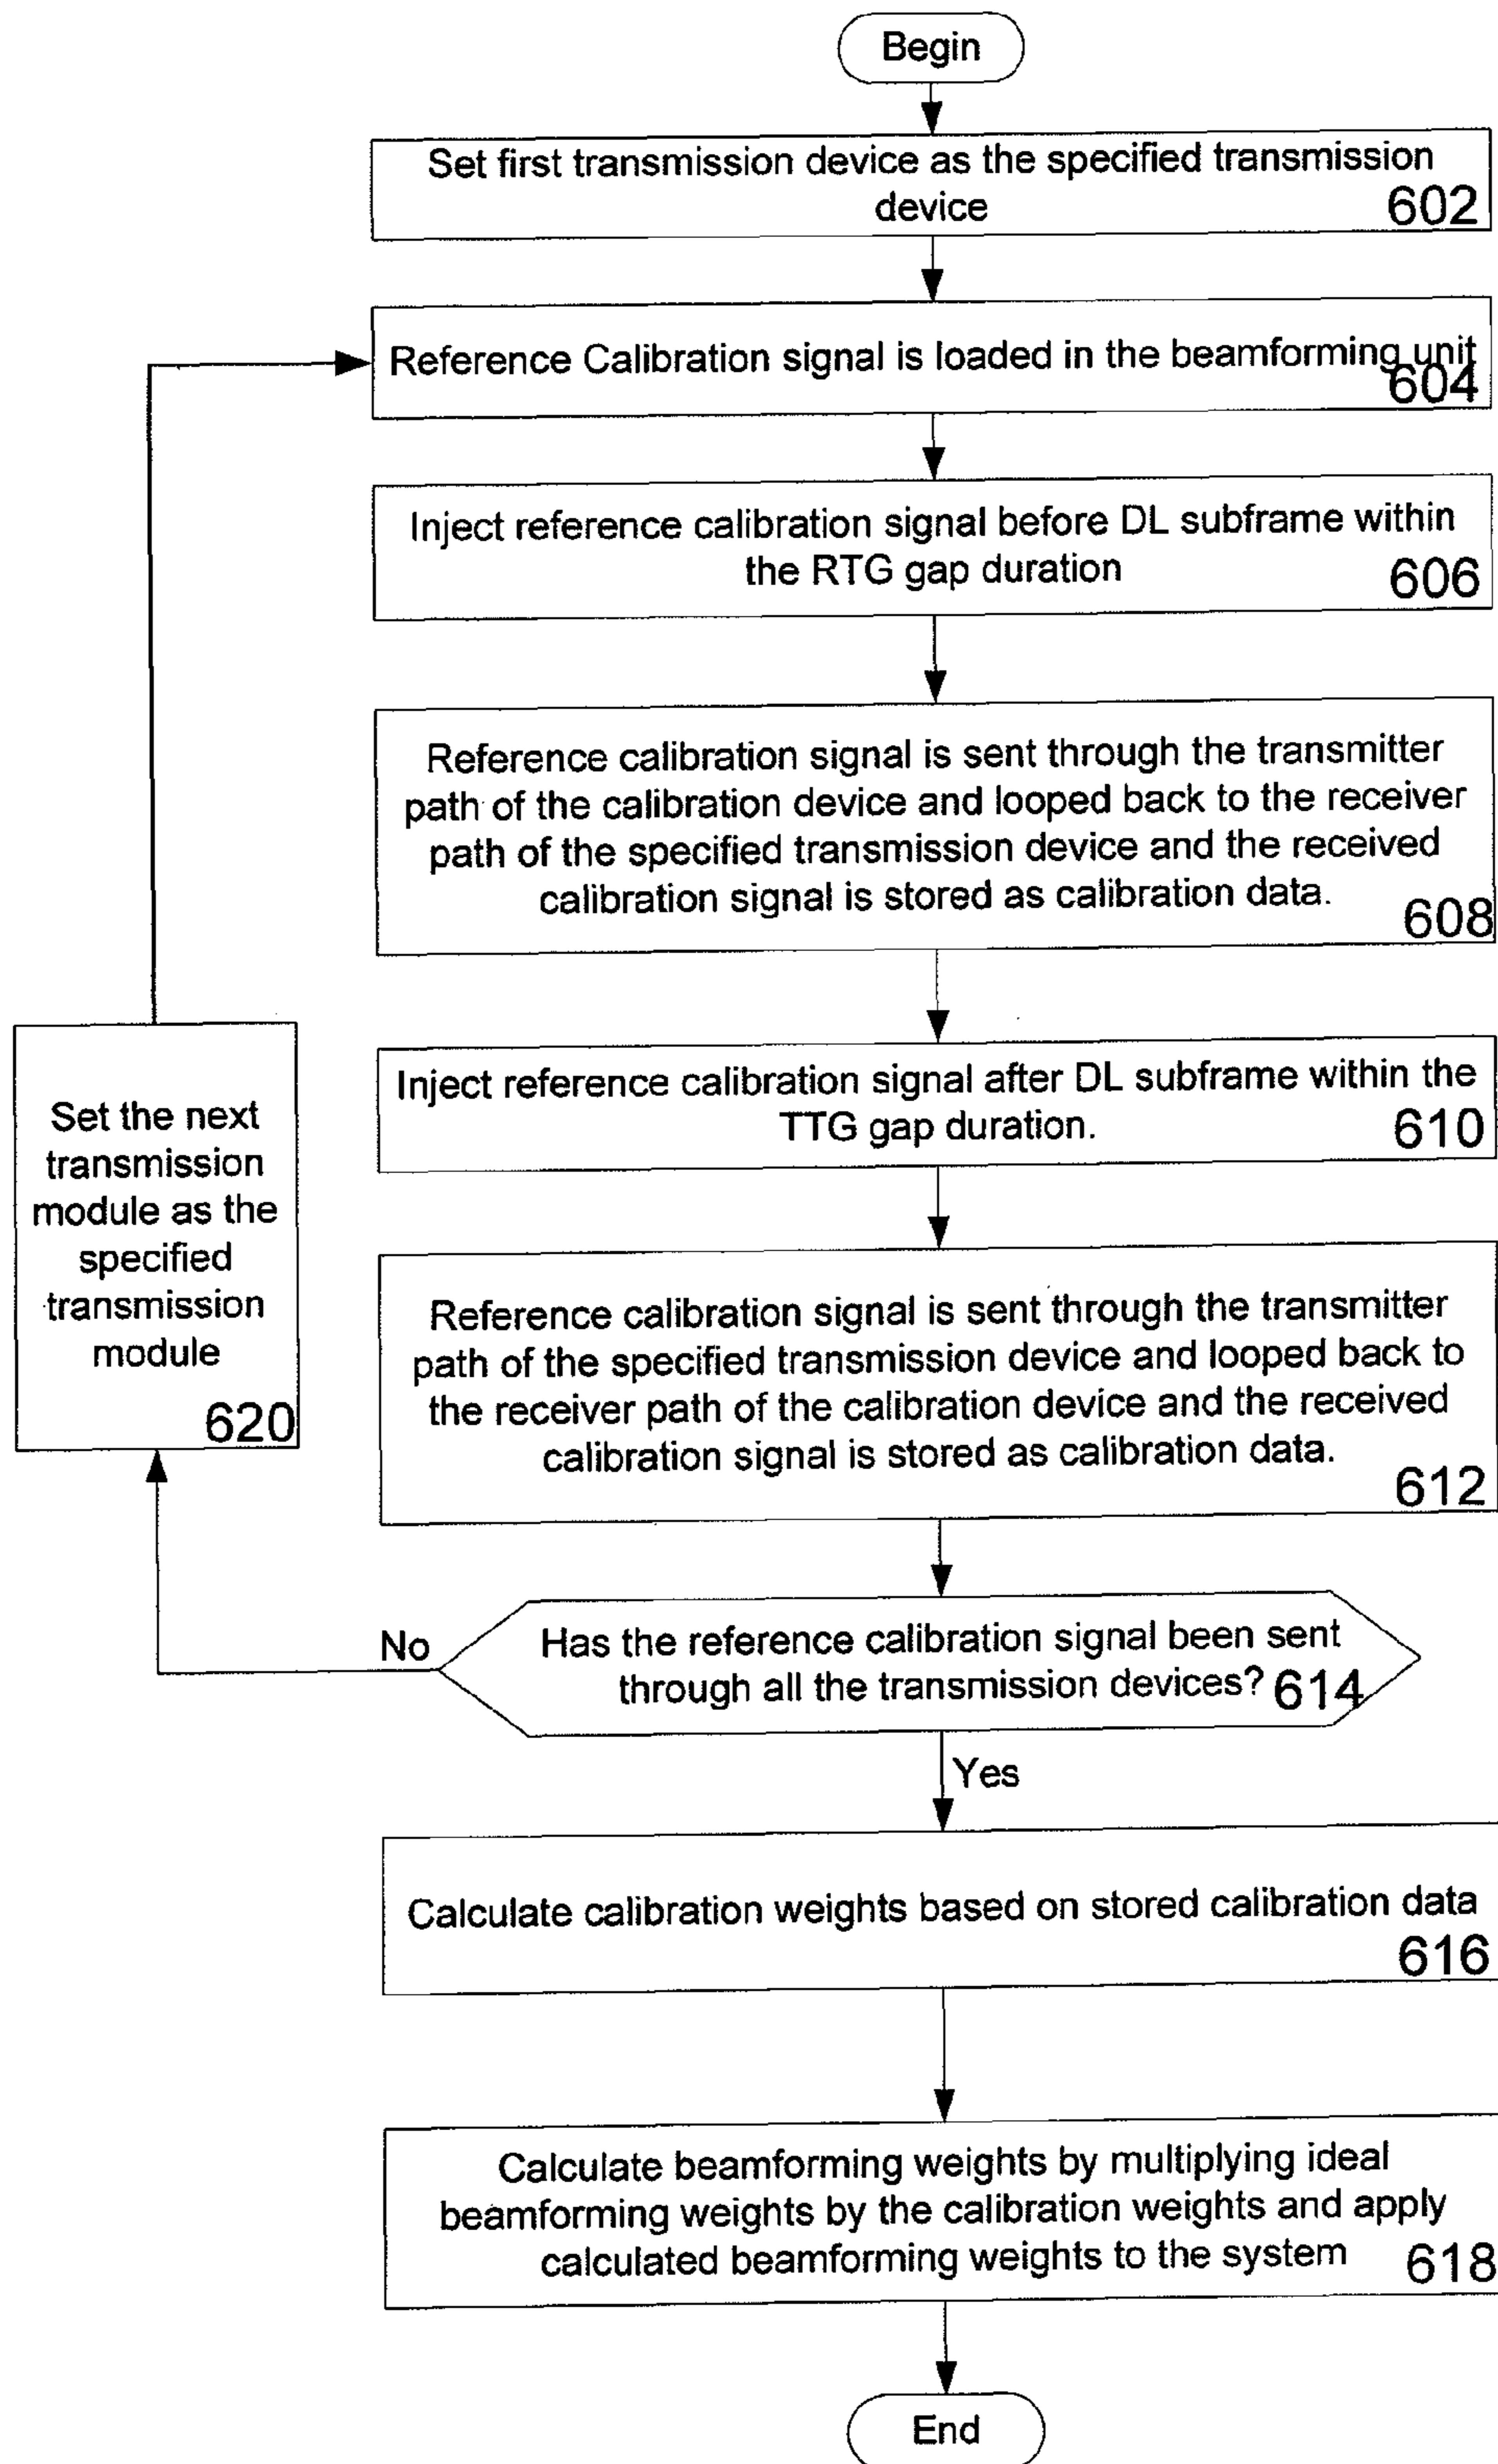 Begin
Set first transmission device as the specified transmission
device
602
Reference Calibration signal is loaded in the beamforming unit
604
Inject reference calibration signal before DL subframe within
the RTG gap duration
606
Reference calibration signal is sent through the transmitter
path of the calibration device and looped back to the receiver
path of the specified transmission device and the received
calibration signal is stored as calibration data.
608
Inject reference calibration signal after DL subframe within the
TTG gap duration.
610
Reference calibration signal is sent through the transmitter
path of the specified transmission device and looped back to
the receiver path of the calibration device and the received
calibration signal is stored as calibration data.
612
Has the reference calibration signal been sent
through all the transmission devices?
614
No
Set the next
transmission
module as the
specified
transmission
module
620
Yes
Calculate calibration weights based on stored calibration data
616
Calculate beamforming weights by multiplying ideal
beamforming weights by the calibration weights and apply
calculated beamforming weights to the system
618
End